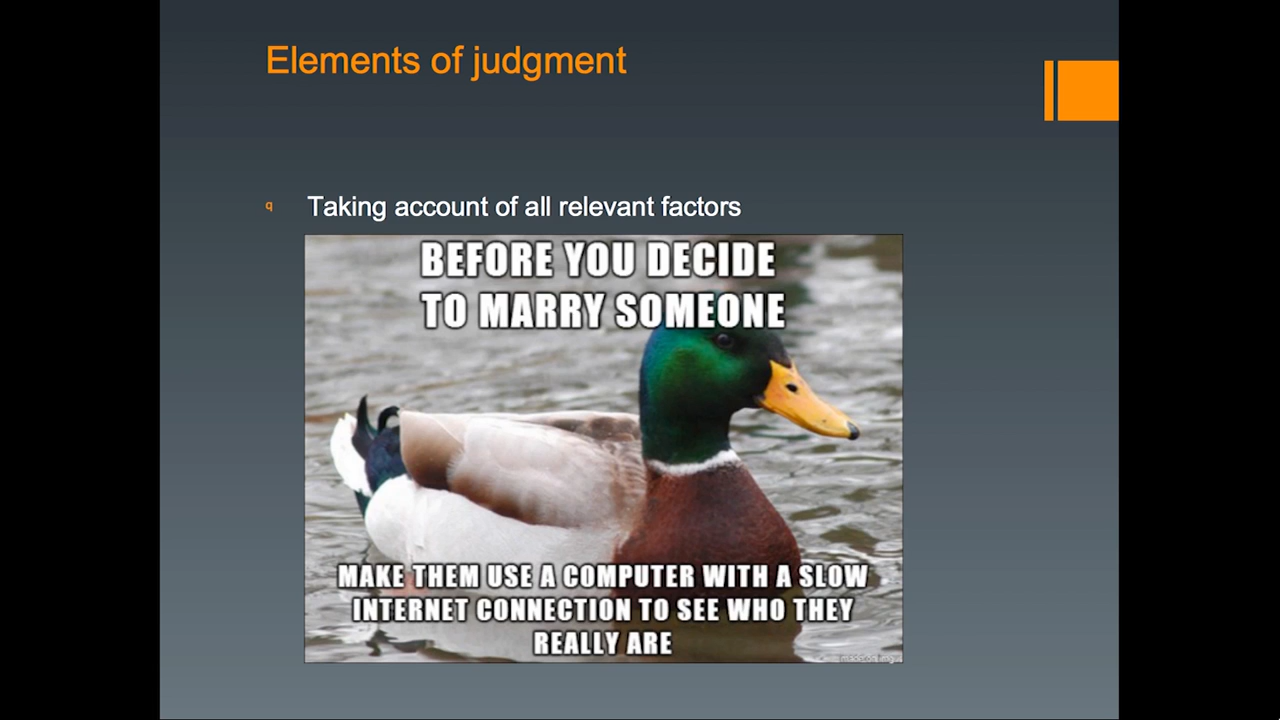 Elements of judgment
q Taking account of all relevant factors
BEFORE YOU DECIDE
TO MARRY SOMEONE
MAKE THEM USE A COMPUTER WITH A SLOW
INTERNET CONNECTION TO SEE WHO THEY
REALLY ARE